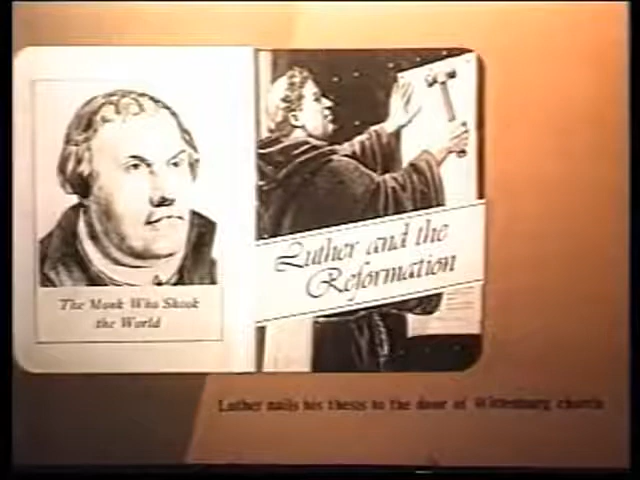 The Monk Who Shook
the World
Luther and the
Reformation
Luther nails his thesis to the door of Wittenburg church